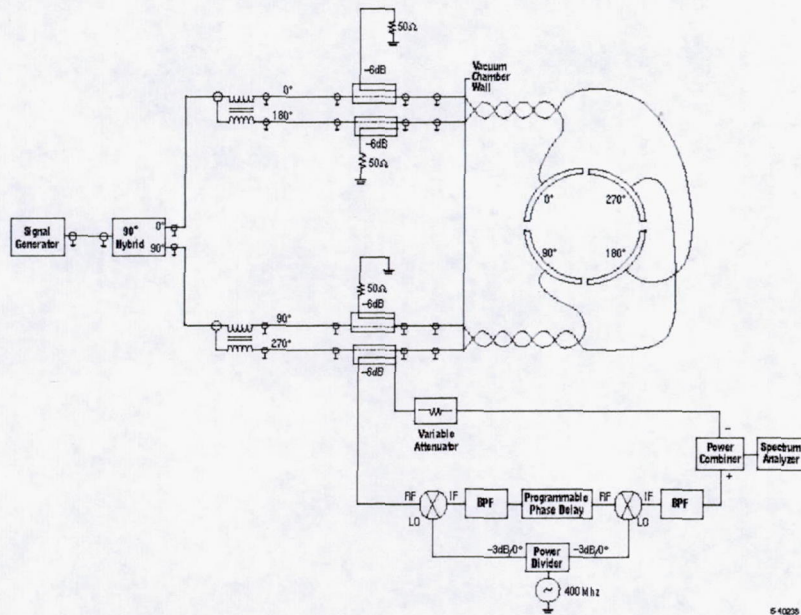 50Ω
-6dB
0°
180°
-6dB
50Ω
Vacuum
Chamber
Wall
0°
270°
90°
180°
Signal
Generator
90°
Hybrid
0°
90°
50Ω
-6dB
90°
270°
-6dB
Variable
Attenuator
-
Power
Combiner
+
Spectrum
Analyzer
RF
IF
LO
BPF
Programmable
Phase Delay
RF
IF
LO
BPF
-3dB/0°
Power
Divider
-3dB/0°
~
400 Mhz